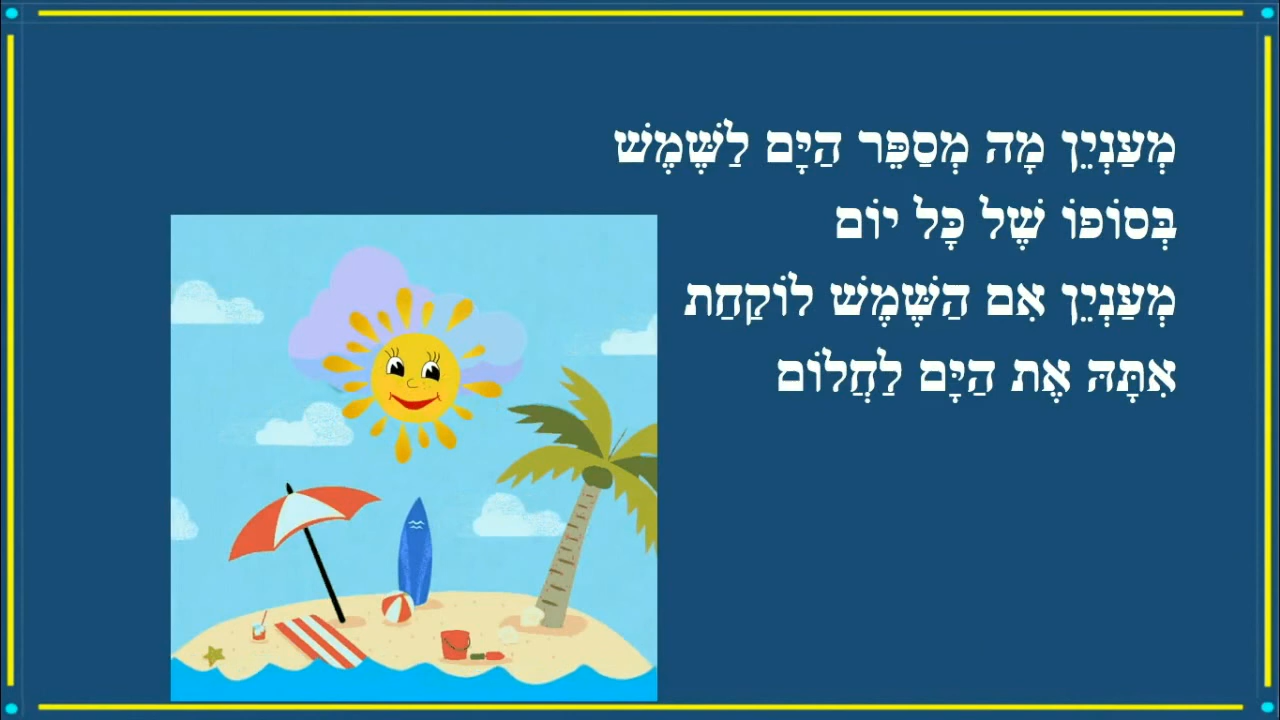 מְעַנְיֵן מָה מְסַפֵּר הַיָּם לַשֶּׁמֶשׁ
בְּסוֹפוֹ שֶׁל כָּל יוֹם
מְעַנְיֵן אִם הַשֶּׁמֶשׁ לוֹקַחַת
אִתָּהּ אֶת הַיָּם לַחֲלוֹם